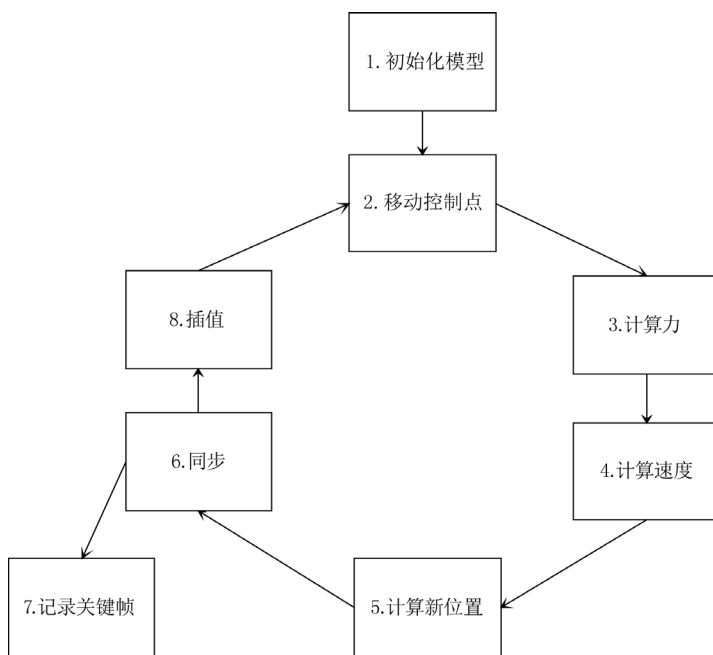 1. 初始化模型
2. 移动控制点
3.计算力
4.计算速度
5.计算新位置
6.同步
7.记录关键帧
8.插值